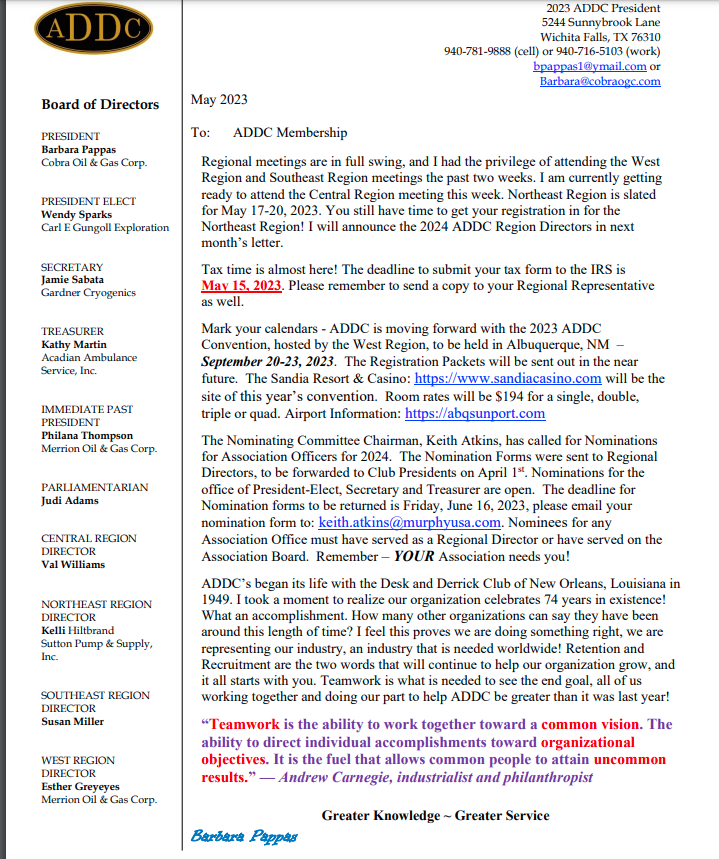 ADDC
2023 ADDC President
5244 Sunnybrook Lane
Wichita Falls, TX 76310
940-781-9888 (cell) or 940-716-5103 (work)
bpappas1@ymail.com or
Barbara@cobraogc.com
Board of Directors
PRESIDENT
Barbara Pappas
Cobra Oil & Gas Corp.
PRESIDENT ELECT
Wendy Sparks
Carl E Gungoll Exploration
SECRETARY
Jamie Sabata
Gardner Cryogenics
TREASURER
Kathy Martin
Acadian Ambulance
Service, Inc.
IMMEDIATE PAST
PRESIDENT
Philana Thompson
Merrion Oil & Gas Corp.
PARLIAMENTARIAN
Judi Adams
CENTRAL REGION
DIRECTOR
Val Williams
NORTHEAST REGION
DIRECTOR
Kelli Hiltbrand
Sutton Pump & Supply,
Inc.
SOUTHEAST REGION
DIRECTOR
Susan Miller
WEST REGION
DIRECTOR
Esther Greyeyes
Merrion Oil & Gas Corp.
May 2023
To: ADDC Membership
Regional meetings are in full swing, and I had the privilege of attending the West
Region and Southeast Region meetings the past two weeks. I am currently getting
ready to attend the Central Region meeting this week. Northeast Region is slated
for May 17-20, 2023. You still have time to get your registration in for the
Northeast Region! I will announce the 2024 ADDC Region Directors in next
month's letter.
Tax time is almost here! The deadline to submit your tax form to the IRS is
May 15, 2023. Please remember to send a copy to your Regional Representative
as well.
Mark your calendars - ADDC is moving forward with the 2023 ADDC
Convention, hosted by the West Region, to be held in Albuquerque, NM –
September 20-23, 2023. The Registration Packets will be sent out in the near
future. The Sandia Resort & Casino: https://www.sandiacasino.com will be the
site of this year's convention. Room rates will be $194 for a single, double,
triple or quad. Airport Information: https://abqsunport.com
The Nominating Committee Chairman, Keith Atkins, has called for Nominations
for Association Officers for 2024. The Nomination Forms were sent to Regional
Directors, to be forwarded to Club Presidents on April 1st. Nominations for the
office of President-Elect, Secretary and Treasurer are open. The deadline for
Nomination forms to be returned is Friday, June 16, 2023, please email your
nomination form to: keith.atkins@murphyusa.com. Nominees for any
Association Office must have served as a Regional Director or have served on the
Association Board. Remember – YOUR Association needs you!
ADDC's began its life with the Desk and Derrick Club of New Orleans, Louisiana in
1949. I took a moment to realize our organization celebrates 74 years in existence!
What an accomplishment. How many other organizations can say they have been
around this length of time? I feel this proves we are doing something right, we are
representing our industry, an industry that is needed worldwide! Retention and
Recruitment are the two words that will continue to help our organization grow, and
it all starts with you. Teamwork is what is needed to see the end goal, all of us
working together and doing our part to help ADDC be greater than it was last year!
“Teamwork is the ability to work together toward a common vision. The
ability to direct individual accomplishments toward organizational
objectives. It is the fuel that allows common people to attain uncommon
results.” — Andrew Carnegie, industrialist and philanthropist
Greater Knowledge ~ Greater Service
Barbara Pappas